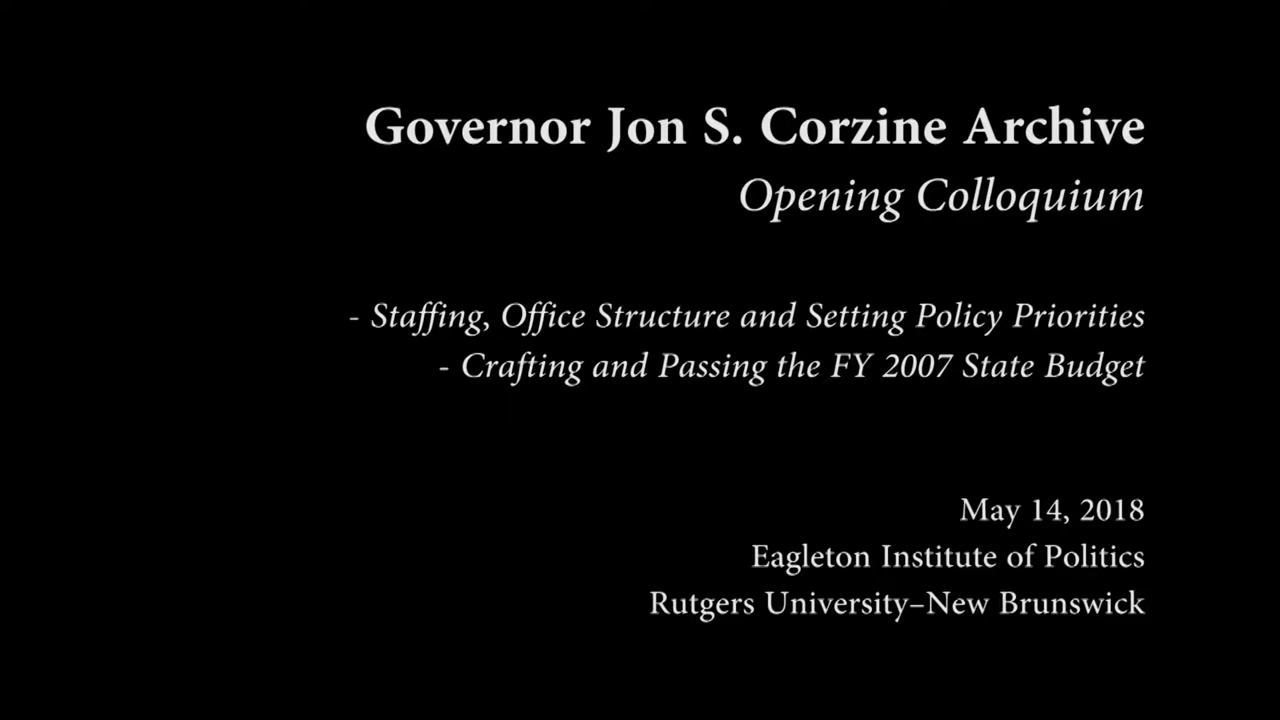 Governor Jon S. Corzine Archive
Opening Colloquium
- Staffing, Office Structure and Setting Policy Priorities
- Crafting and Passing the FY 2007 State Budget
May 14, 2018
Eagleton Institute of Politics
Rutgers University–New Brunswick